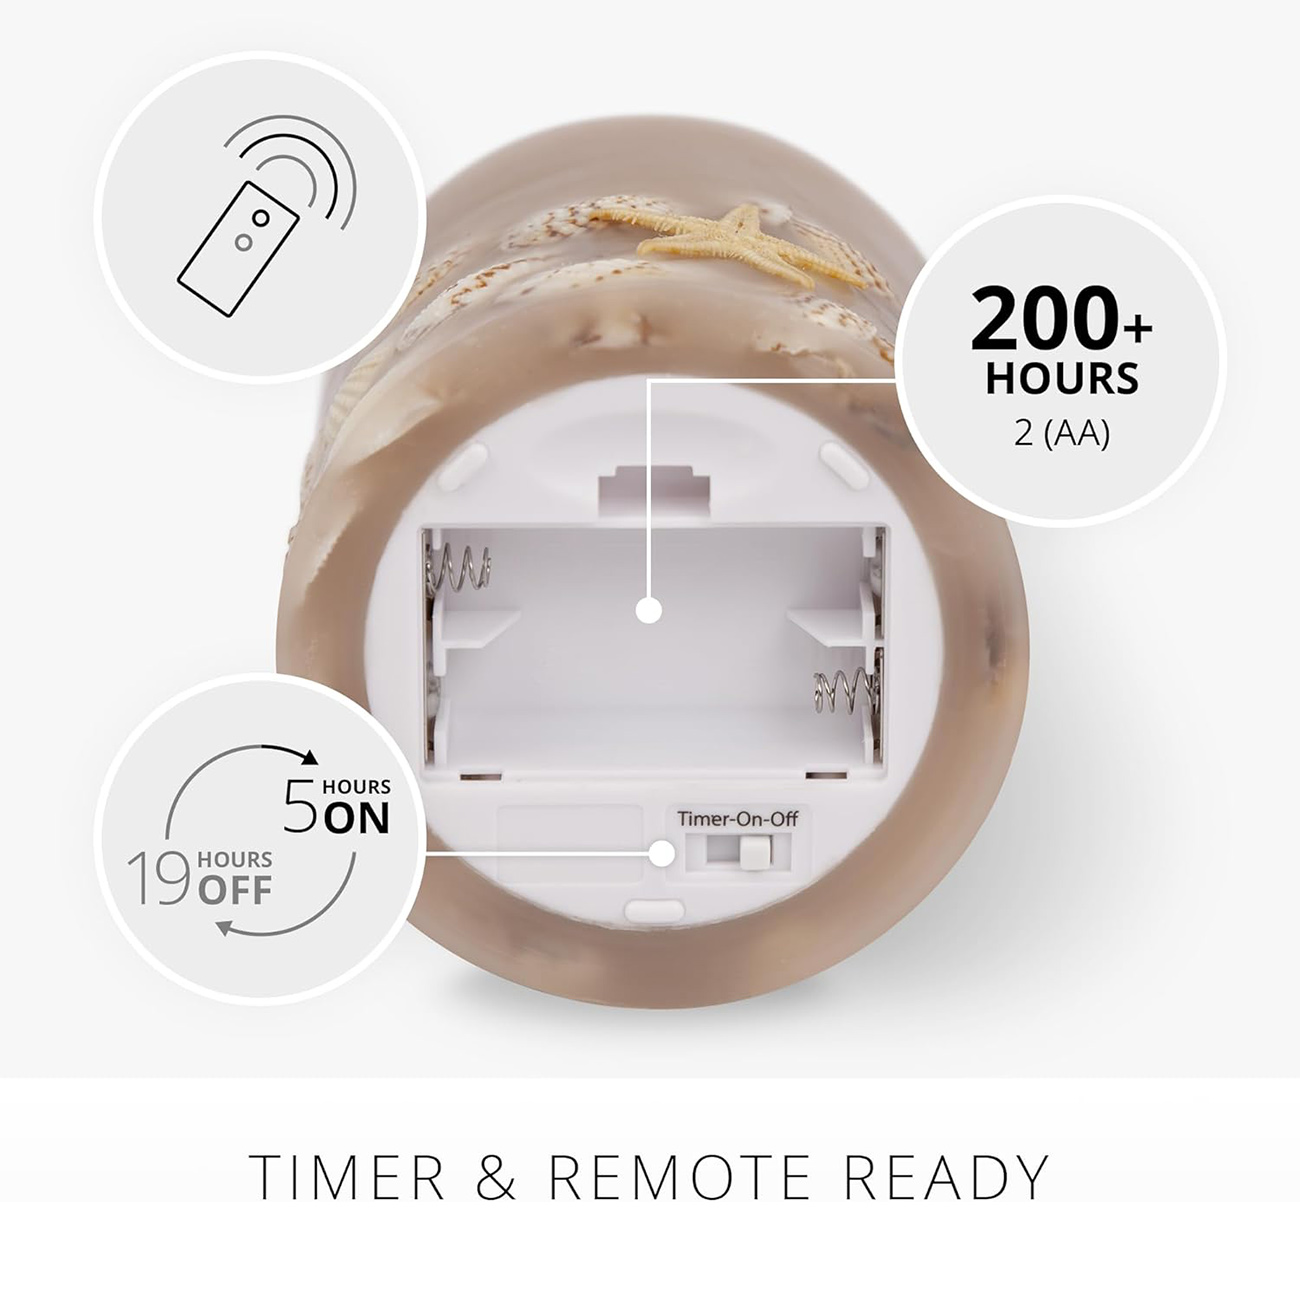 200+
HOURS
2 (AA)
5 HOURS
ON
19 HOURS
OFF
Timer-On-Off
TIMER & REMOTE READY